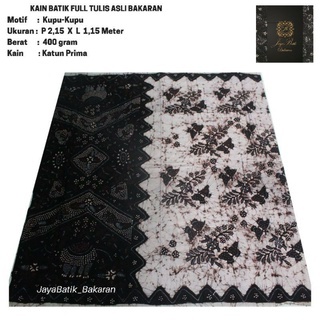 KAIN BATIK FULL TULIS ASLI BAKARAN
Motif : Kupu-Kupu
Ukuran : P 2,15 X L 1,15 Meter
Berat : 400 gram
Kain : Katun Prima
JayaBatik_Bakaran